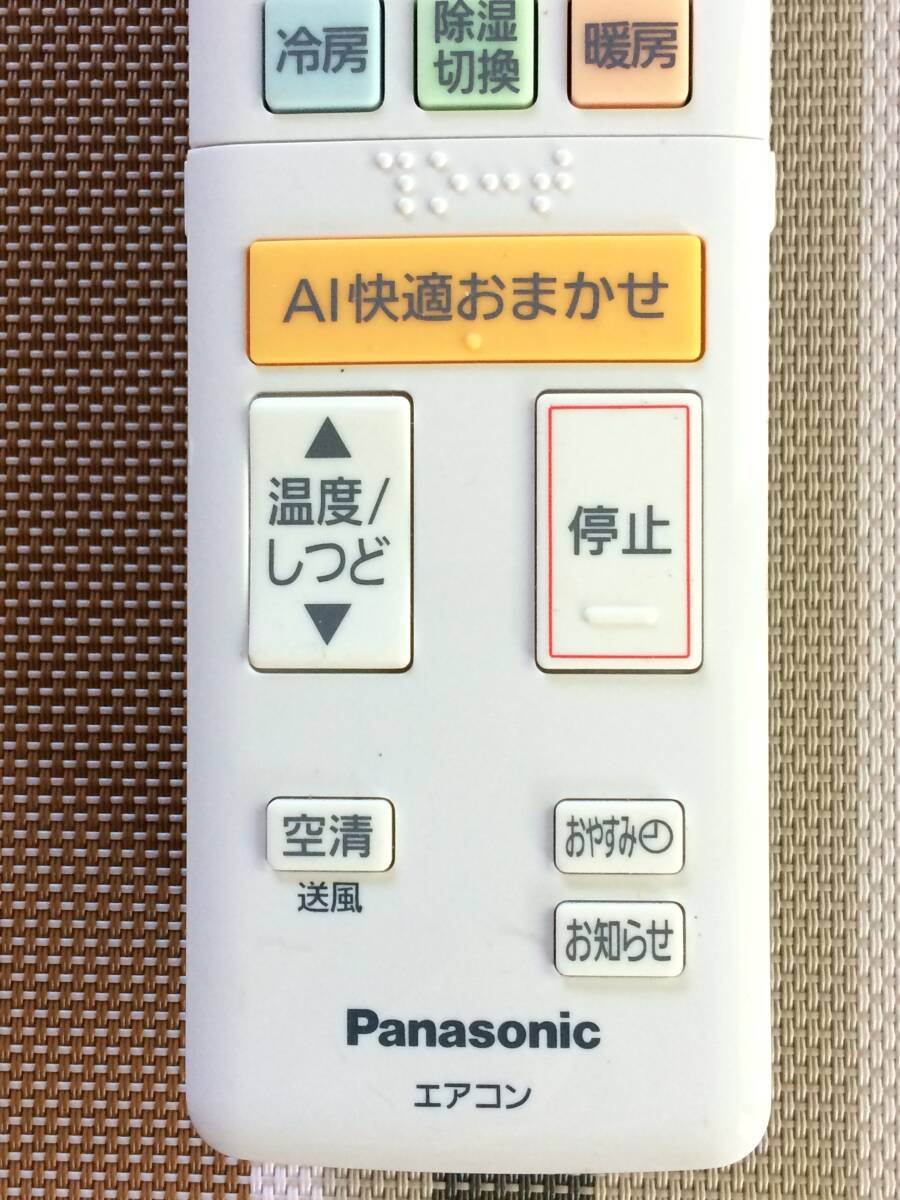 冷房
除湿
切換
暖房
AI快適おまかせ
▲
温度/
しつど
▼
停止
空清
送風
おやすみ
お知らせ
Panasonic
エアコン